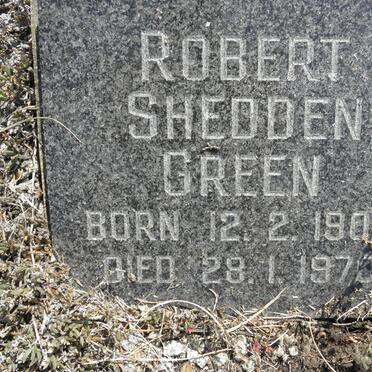 ROBERT
SHEDDEN
GREEN
BORN 12. 2. 190
DIED 28. 1. 197